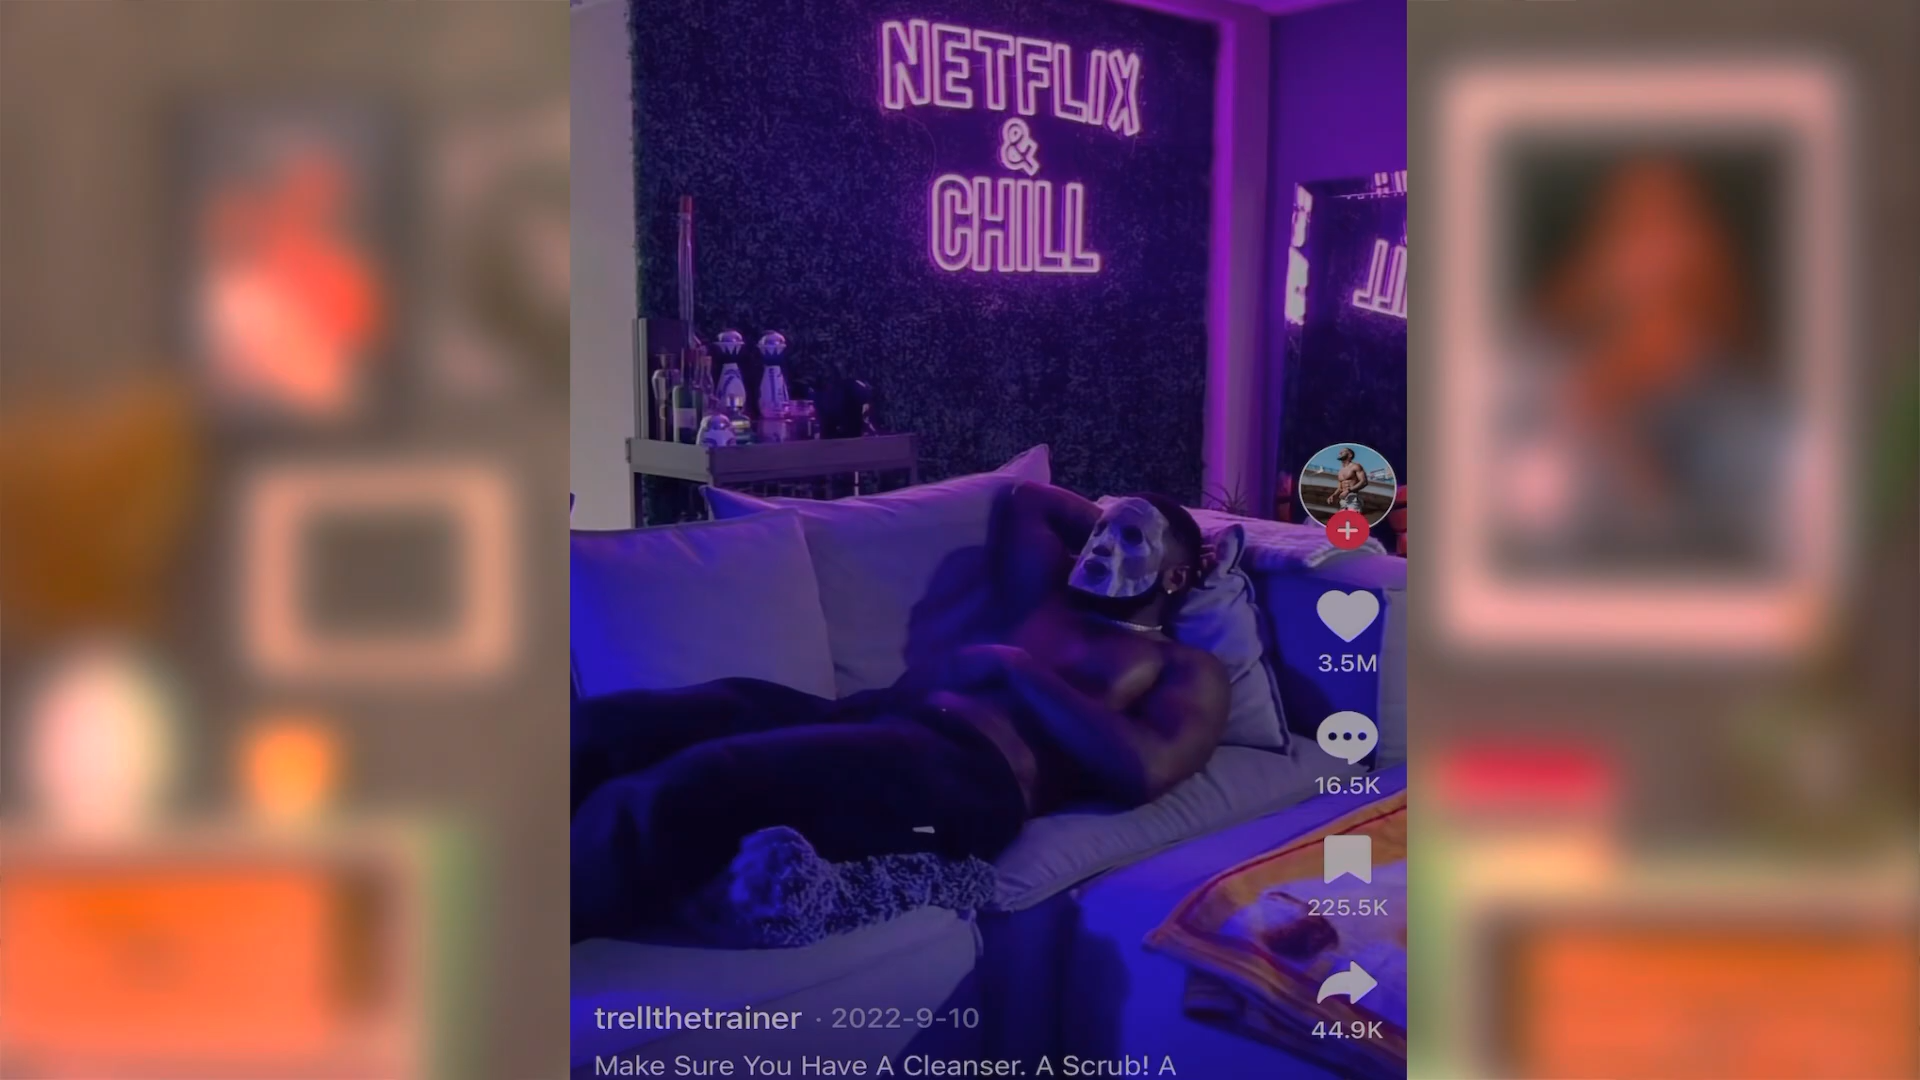 NETFLIX
&
CHILL
3.5M
16.5K
225.5K
44.9K
trellthetrainer · 2022-9-10
Make Sure You Have A Cleanser. A Scrub! A